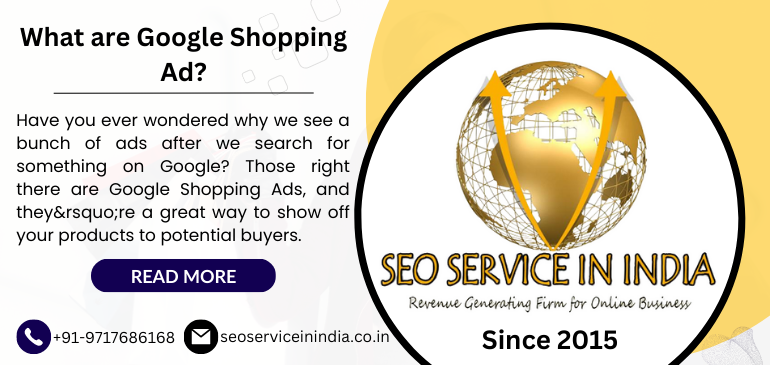 What are Google Shopping
Ad?
Have you ever wondered why we see a
bunch of ads after we search for
something on Google? Those right
there are Google Shopping Ads, and
they&rsquo;re a great way to show off
your products to potential buyers.
READ MORE
+91-9717686168
seoserviceinindia.co.in
SEO SERVICE IN INDIA
Revenue Generating Firm for Online Business
Since 2015